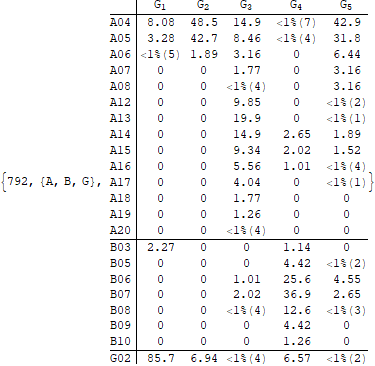 G1 G2 G3 G4 G5
A04 8.08 48.5 14.9 <1%(7) 42.9
A05 3.28 42.7 8.46 <1%(4) 31.8
A06 <1%(5) 1.89 3.16 0 6.44
A07 0 0 1.77 0 3.16
A08 0 0 <1%(4) 0 3.16
A12 0 0 9.85 0 <1%(2)
A13 0 0 19.9 0 <1%(1)
A14 0 0 14.9 2.65 1.89
A15 0 0 9.34 2.02 1.52
A16 0 0 5.56 1.01 <1%(4)
{792, {A, B, G}, A17 0 0 4.04 0 <1%(1)}
A18 0 0 1.77 0 0
A19 0 0 1.26 0 0
A20 0 0 <1%(4) 0 0
B03 2.27 0 0 1.14 0
B05 0 0 0 4.42 <1%(2)
B06 0 0 1.01 25.6 4.55
B07 0 0 2.02 36.9 2.65
B08 0 0 <1%(4) 12.6 <1%(3)
B09 0 0 0 4.42 0
B10 0 0 0 1.26 0
G02 85.7 6.94 <1%(4) 6.57 <1%(2)